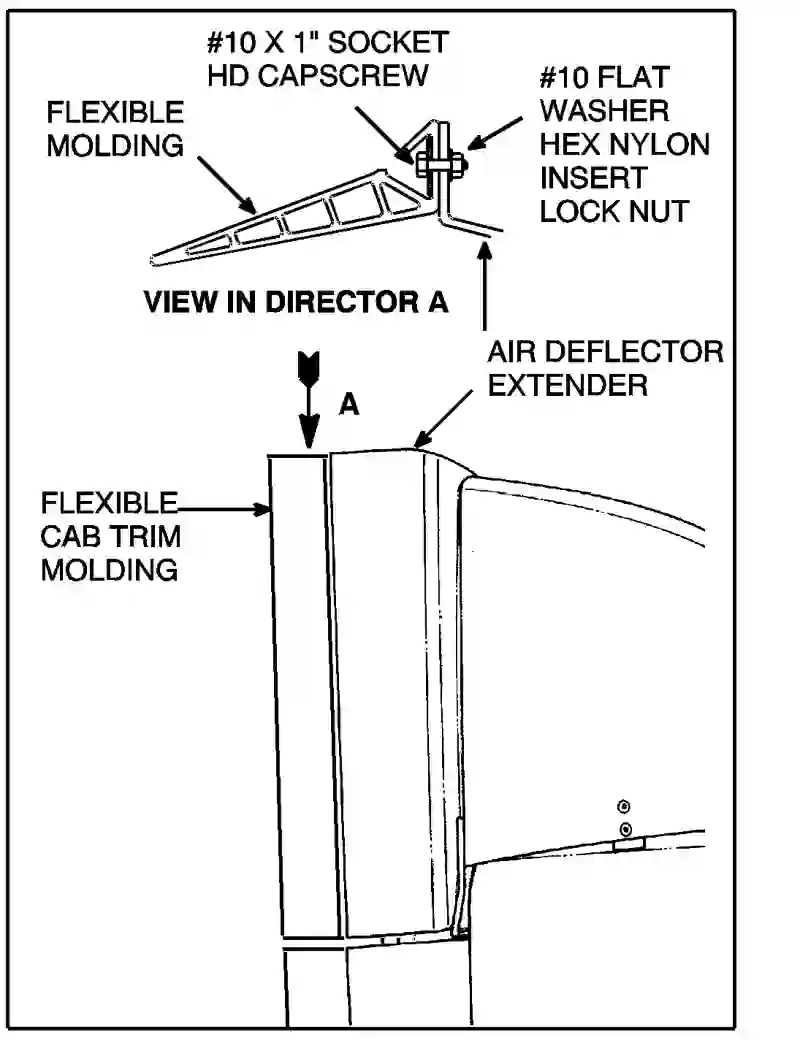 #10 X 1" SOCKET
HD CAPSCREW
#10 FLAT
WASHER
HEX NYLON
INSERT
LOCK NUT
FLEXIBLE
MOLDING
VIEW IN DIRECTOR A
AIR DEFLECTOR
EXTENDER
A
FLEXIBLE
CAB TRIM
MOLDING